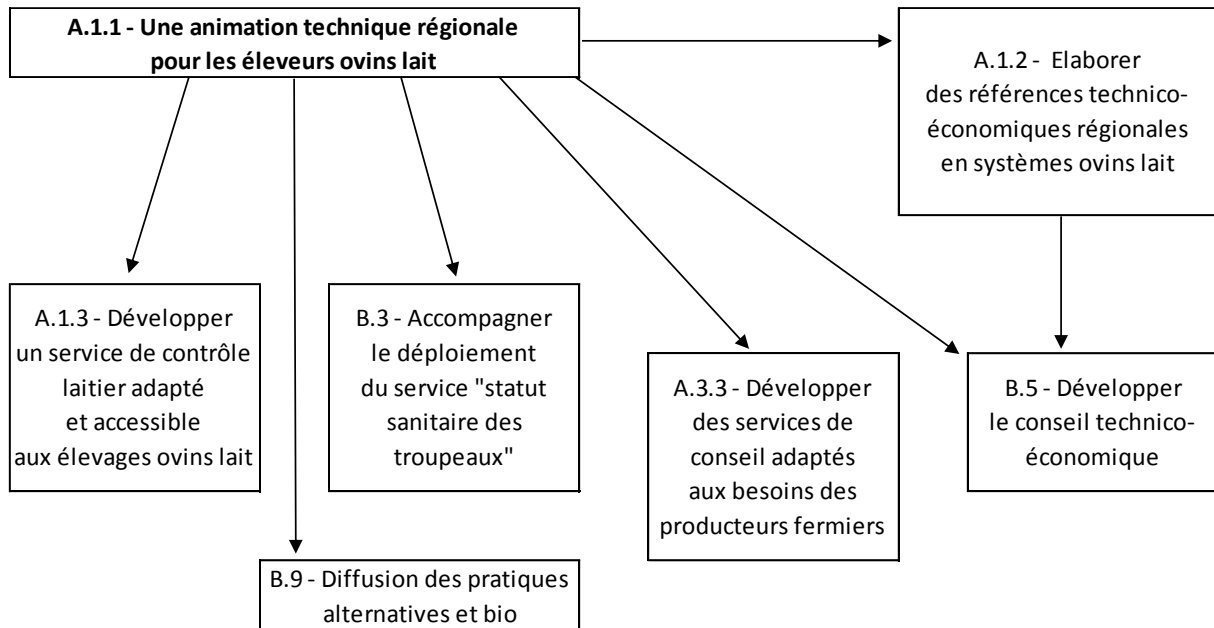 A.1.1 - Une animation technique régionale
pour les éleveurs ovins lait
A.1.2 - Elaborer
des références technico-
économiques régionales
en systèmes ovins lait
A.1.3 - Développer
un service de contrôle
laitier adapté
et accessible
aux élevages ovins lait
B.3 - Accompagner
le déploiement
du service "statut
sanitaire des
troupeaux"
A.3.3 - Développer
des services de
conseil adaptés
aux besoins des
producteurs fermiers
B.5 - Développer
le conseil technico-
économique
B.9 - Diffusion des pratiques
alternatives et bio